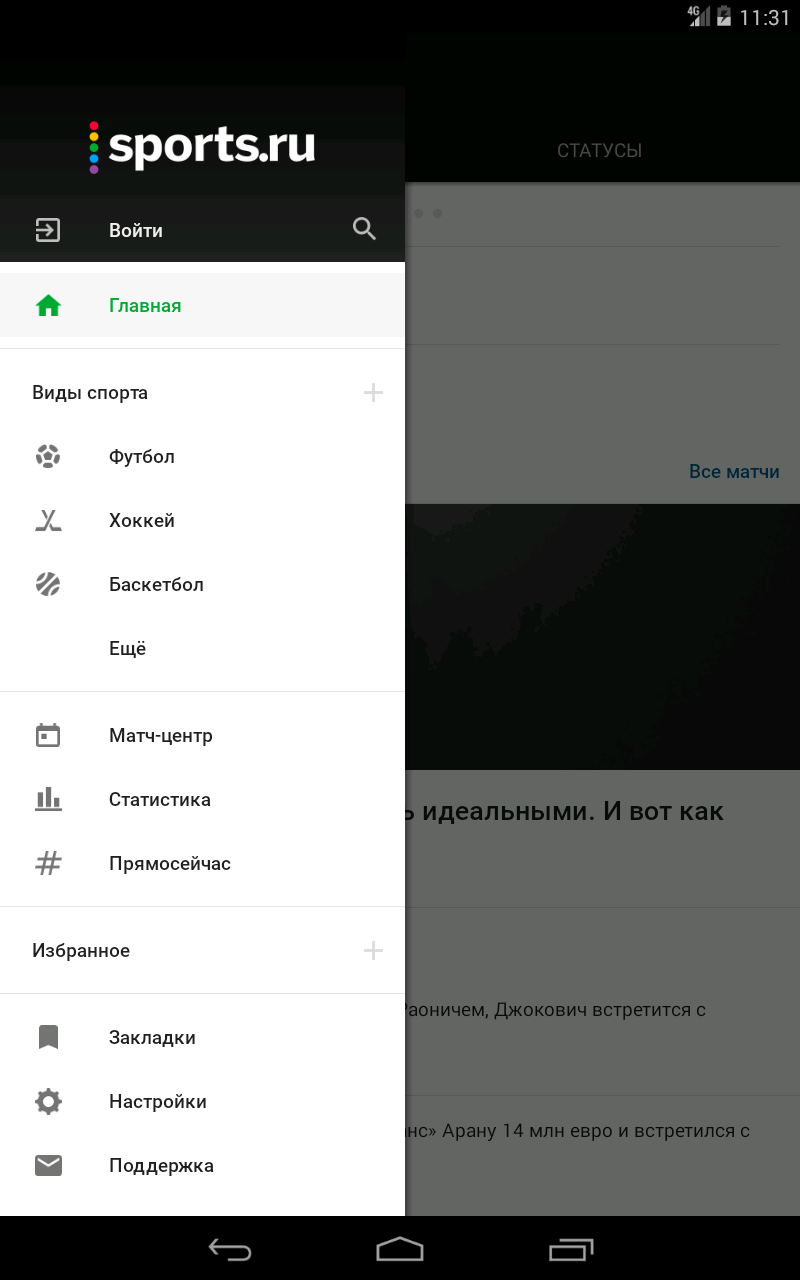 4G 11:31
sports.ru
СТАТУСЫ
Войти
Главная
Виды спорта
Футбол
Все матчи
Хоккей
Баскетбол
Ещё
Матч-центр
Статистика
идеальными. И вот как
Прямосейчас
Избранное
Раоничем, Джокович встретится с
Закладки
Настройки
Арану 14 млн евро и встретился с
Поддержка